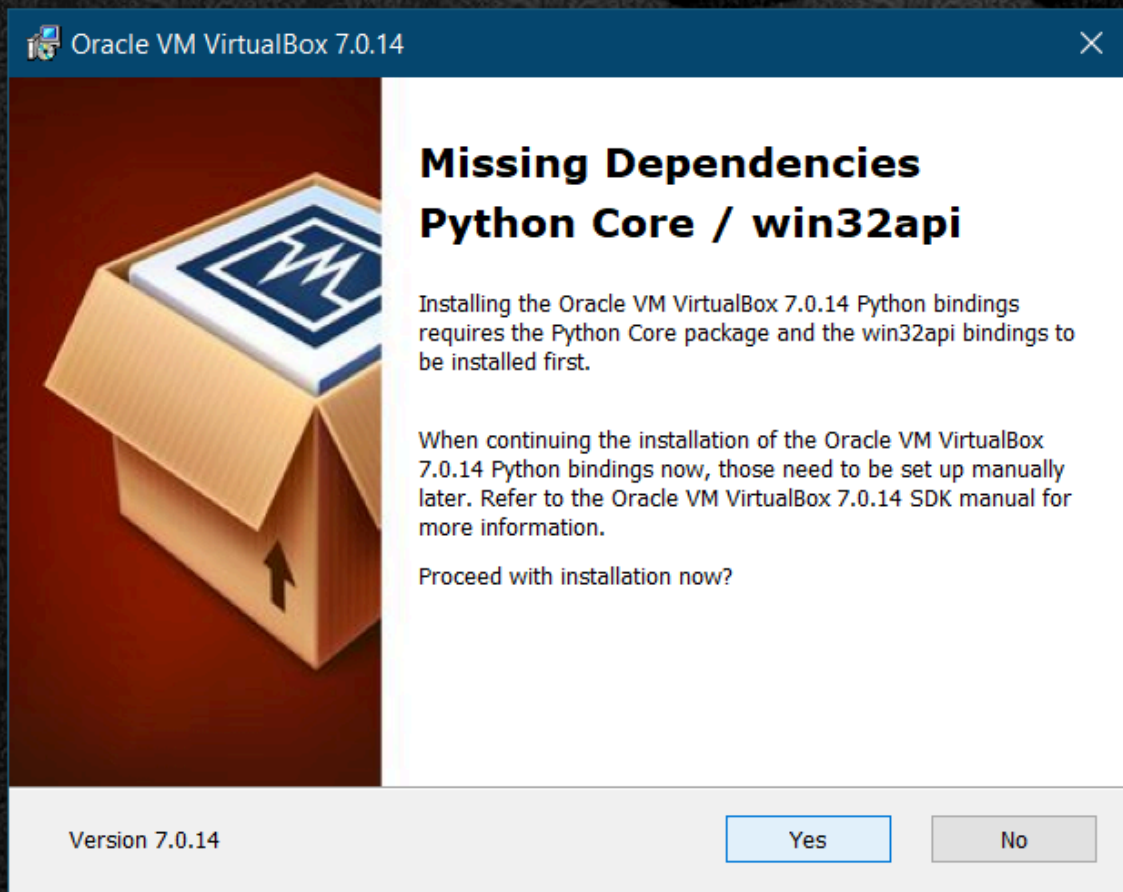 Oracle VM VirtualBox 7.0.14
Missing Dependencies
Python Core / win32api
Installing the Oracle VM VirtualBox 7.0.14 Python bindings
requires the Python Core package and the win32api bindings to
be installed first.
When continuing the installation of the Oracle VM VirtualBox
7.0.14 Python bindings now, those need to be set up manually
later. Refer to the Oracle VM VirtualBox 7.0.14 SDK manual for
more information.
Proceed with installation now?
Version 7.0.14
Yes
No